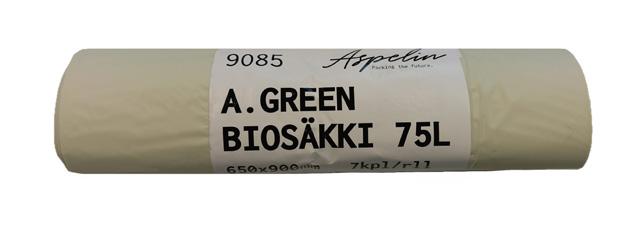 9085 Aspelin
Packing the future.
A.GREEN
BIOSÄKKI 75L
650x900mm 7kpl/rll